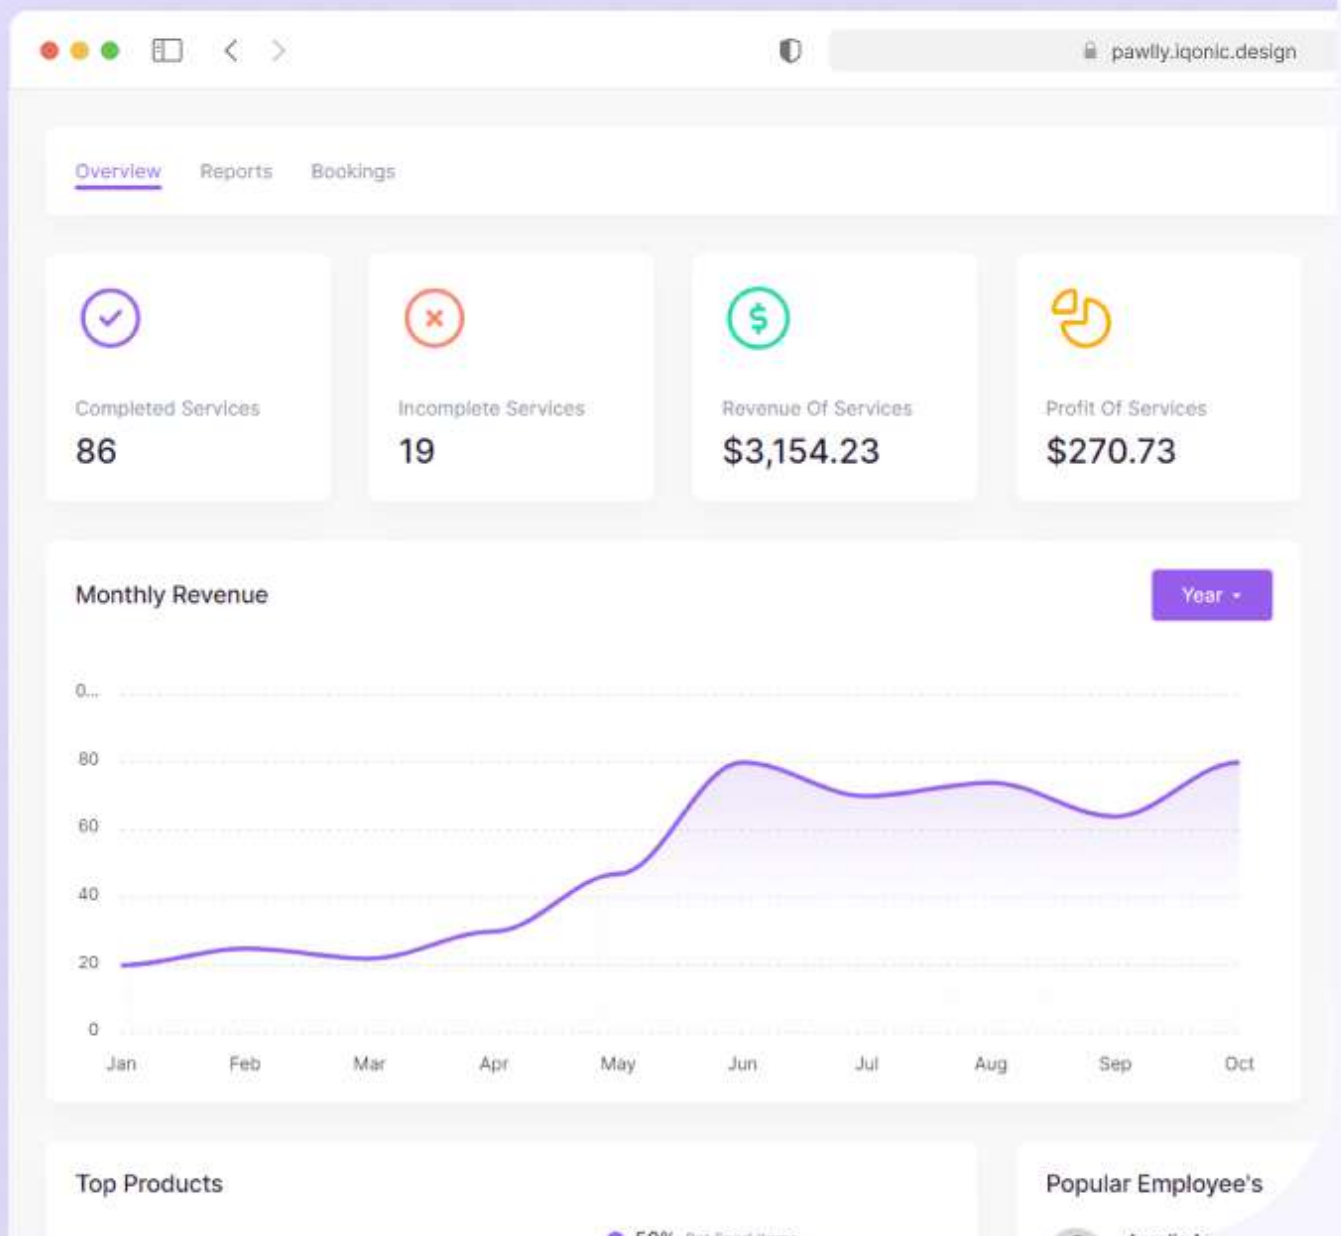 pawlly.iqonic.design
Overview Reports Bookings
Completed Services
86
Incomplete Services
19
Revenue Of Services
$3,154.23
Profit Of Services
$270.73
Monthly Revenue
Year
0...
80
60
40
20
0
Jan Feb Mar Apr May Jun Jul Aug Sep Oct
Top Products
Popular Employee's
50%